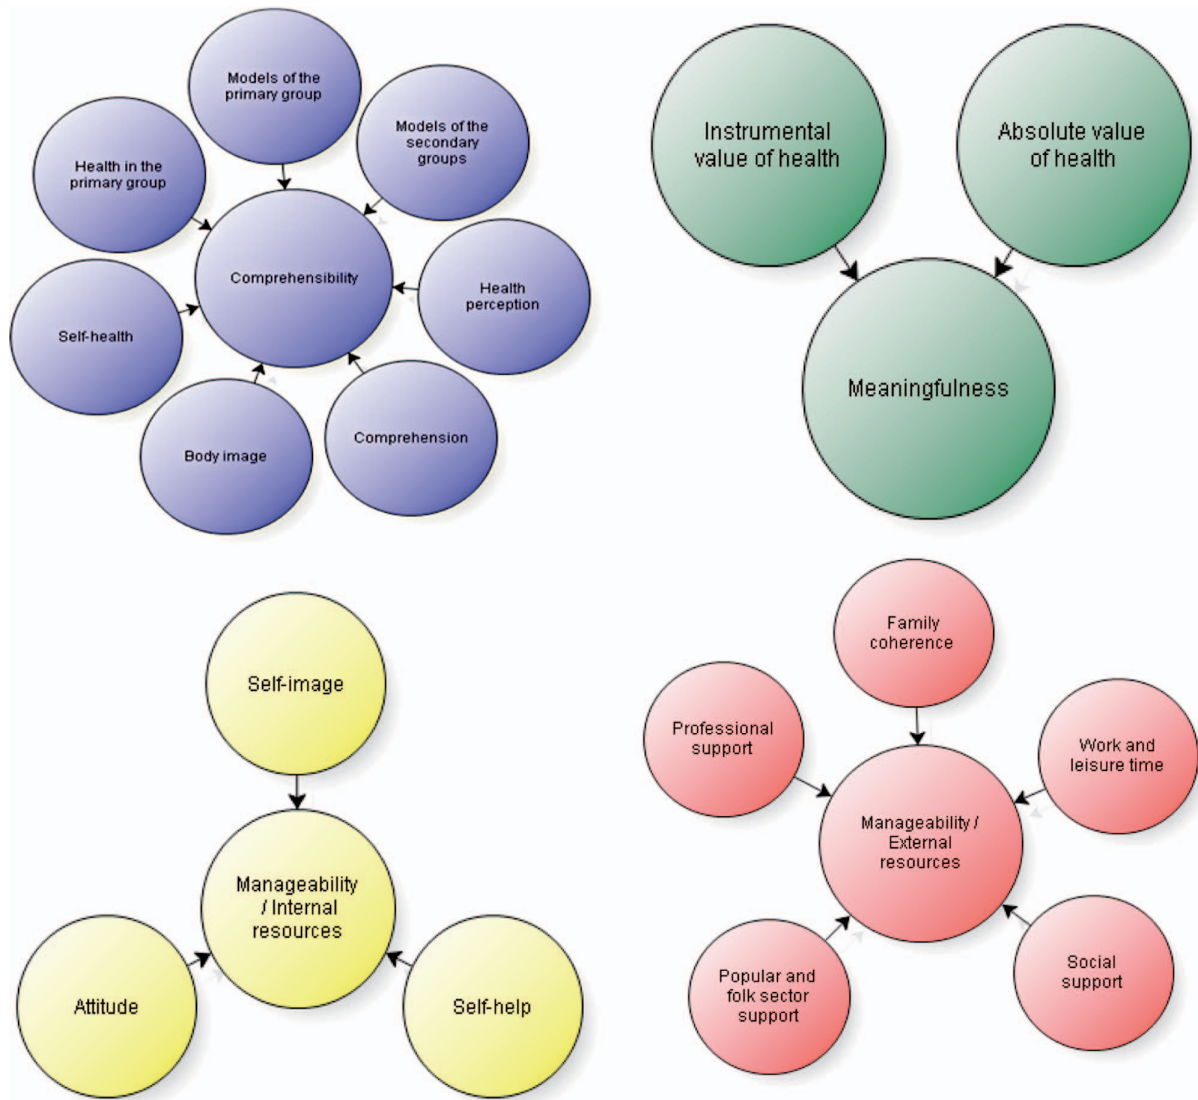 Models of the
primary group
Models of the
secondary groups
Health in the
primary group
Comprehensibility
Health
perception
Self-health
Comprehension
Body image
Instrumental
value of health
Absolute value
of health
Meaningfulness
Self-image
Manageability
/ Internal
resources
Attitude
Self-help
Family
coherence
Professional
support
Work and
leisure time
Manageability /
External
resources
Popular and
folk sector
support
Social
support